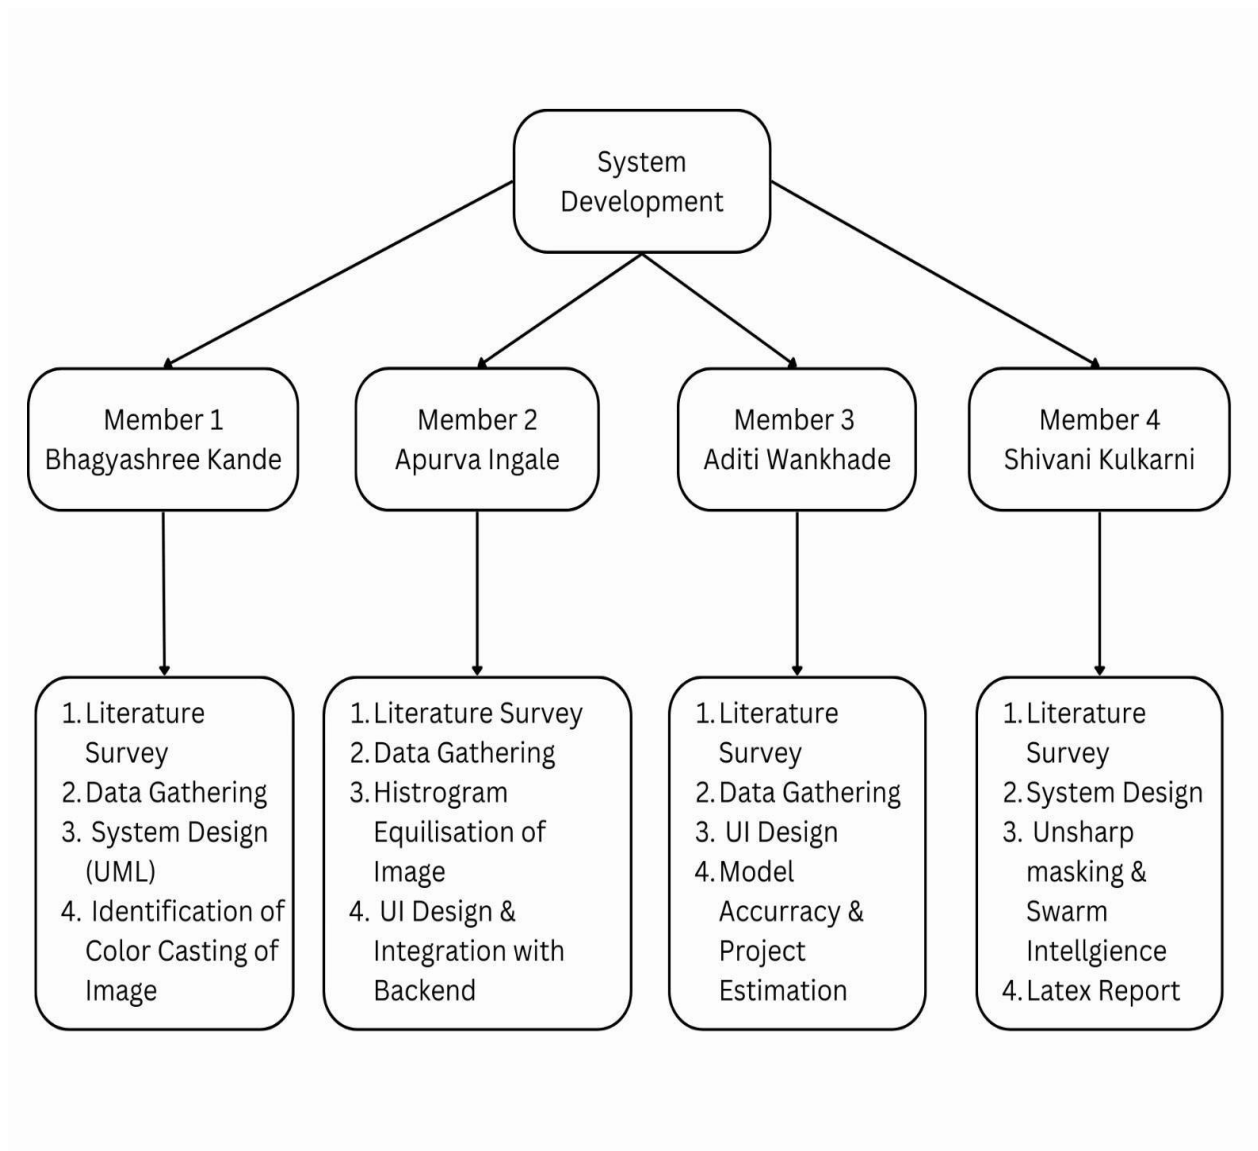 System
Development
Member 1
Bhagyashree Kande
Member 2
Apurva Ingale
Member 3
Aditi Wankhade
Member 4
Shivani Kulkarni
1. Literature
Survey
2. Data Gathering
3. System Design
(UML)
4. Identification of
Color Casting of
Image
1. Literature Survey
2. Data Gathering
3. Histrogram
Equilisation of
Image
4. UI Design &
Integration with
Backend
1. Literature
Survey
2. Data Gathering
3. UI Design
4. Model
Accurracy &
Project
Estimation
1. Literature
Survey
2. System Design
3. Unsharp
masking &
Swarm
Intellgience
4. Latex Report